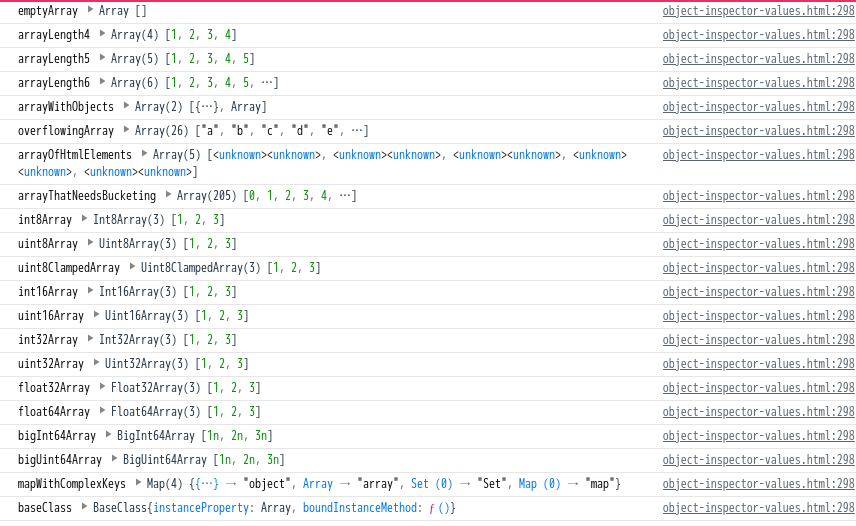 emptyArray ▶ Array [] object-inspector-values.html:298
arrayLength4 ▶ Array(4) [1, 2, 3, 4] object-inspector-values.html:298
arrayLength5 ▶ Array(5) [1, 2, 3, 4, 5] object-inspector-values.html:298
arrayLength6 ▶ Array(6) [1, 2, 3, 4, 5, …] object-inspector-values.html:298
arrayWithObjects ▶ Array(2) [{…}, Array] object-inspector-values.html:298
overflowingArray ▶ Array(26) ["a", "b", "c", "d", "e", …] object-inspector-values.html:298
arrayOfHtmlElements ▶ Array(5) [<unknown><unknown>, <unknown><unknown>, <unknown><unknown>, <unknown> object-inspector-values.html:298
<unknown>, <unknown><unknown>]
arrayThatNeedsBucketing ▶ Array(205) [0, 1, 2, 3, 4, …] object-inspector-values.html:298
int8Array ▶ Int8Array(3) [1, 2, 3] object-inspector-values.html:298
uint8Array ▶ Uint8Array(3) [1, 2, 3] object-inspector-values.html:298
uint8ClampedArray ▶ Uint8ClampedArray(3) [1, 2, 3] object-inspector-values.html:298
int16Array ▶ Int16Array(3) [1, 2, 3] object-inspector-values.html:298
uint16Array ▶ Uint16Array(3) [1, 2, 3] object-inspector-values.html:298
int32Array ▶ Int32Array(3) [1, 2, 3] object-inspector-values.html:298
uint32Array ▶ Uint32Array(3) [1, 2, 3] object-inspector-values.html:298
float32Array ▶ Float32Array(3) [1, 2, 3] object-inspector-values.html:298
float64Array ▶ Float64Array(3) [1, 2, 3] object-inspector-values.html:298
bigInt64Array ▶ BigInt64Array [1n, 2n, 3n] object-inspector-values.html:298
bigUint64Array ▶ BigUint64Array [1n, 2n, 3n] object-inspector-values.html:298
mapWithComplexKeys ▶ Map(4) {{…} → "object", Array → "array", Set (0) → "Set", Map (0) → "map"} object-inspector-values.html:298
baseClass ▶ BaseClass{instanceProperty: Array, boundInstanceMethod: ƒ ()} object-inspector-values.html:298